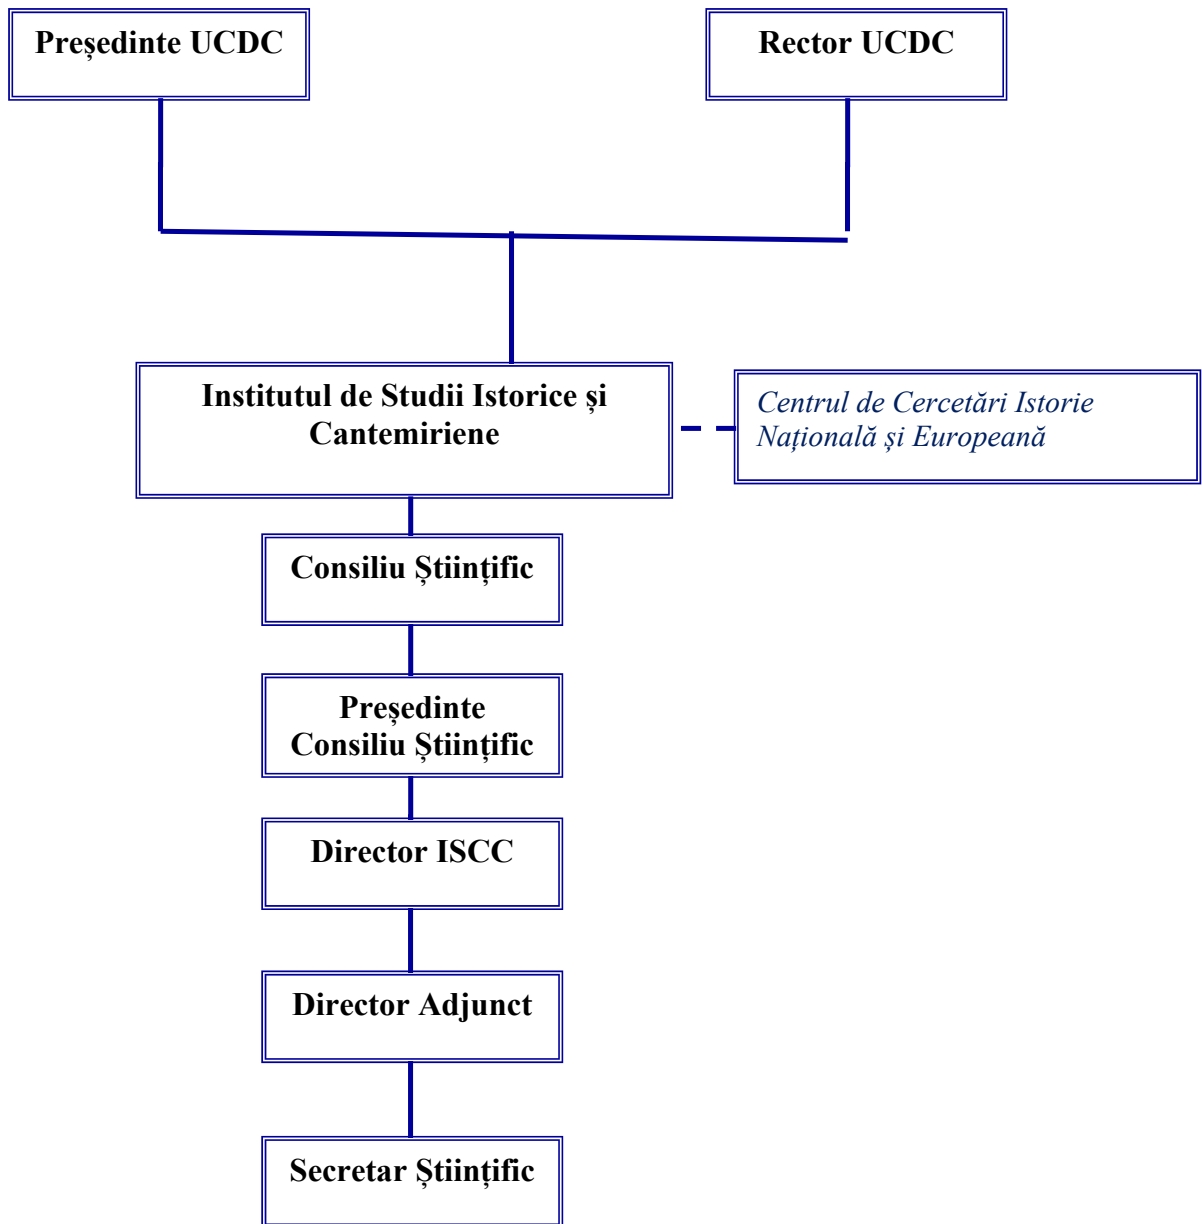 Președinte UCDC
Rector UCDC
Institutul de Studii Istorice și
Cantemiriene
Centrul de Cercetări Istorie
Națională și Europeană
Consiliu Științific
Președinte
Consiliu Științific
Director ISCC
Director Adjunct
Secretar Științific